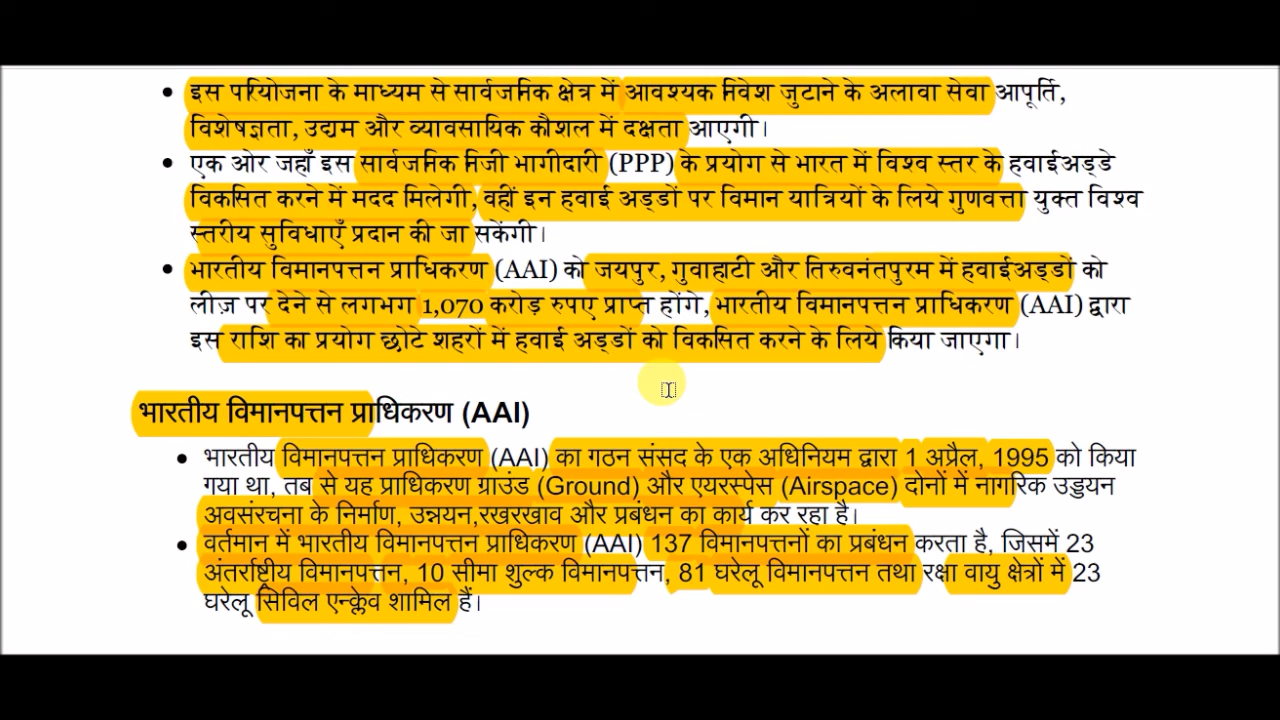 • इस परियोजना के माध्यम से सार्वजनिक क्षेत्र में आवश्यक निवेश जुटाने के अलावा सेवा आपूर्ति,
विशेषज्ञता, उद्यम और व्यावसायिक कौशल में दक्षता आएगी।
• एक ओर जहाँ इस सार्वजनिक निजी भागीदारी (PPP) के प्रयोग से भारत में विश्व स्तर के हवाईअड्डे
विकसित करने में मदद मिलेगी, वहीं इन हवाई अड्डों पर विमान यात्रियों के लिये गुणवत्ता युक्त विश्व
स्तरीय सुविधाएँ प्रदान की जा सकेंगी।
• भारतीय विमानपत्तन प्राधिकरण (AAI) को जयपुर, गुवाहाटी और तिरुवनंतपुरम में हवाईअड्डों को
लीज़ पर देने से लगभग 1,070 करोड़ रुपए प्राप्त होंगे, भारतीय विमानपत्तन प्राधिकरण (AAI) द्वारा
इस राशि का प्रयोग छोटे शहरों में हवाई अड्डों को विकसित करने के लिये किया जाएगा।
भारतीय विमानपत्तन प्राधिकरण (AAI)
• भारतीय विमानपत्तन प्राधिकरण (AAI) का गठन संसद के एक अधिनियम द्वारा 1 अप्रैल, 1995 को किया
गया था, तब से यह प्राधिकरण ग्राउंड (Ground) और एयरस्पेस (Airspace) दोनों में नागरिक उड्डयन
अवसंरचना के निर्माण, उन्नयन,रखरखाव और प्रबंधन का कार्य कर रहा है।
• वर्तमान में भारतीय विमानपत्तन प्राधिकरण (AAI) 137 विमानपत्तनों का प्रबंधन करता है, जिसमें 23
अंतर्राष्ट्रीय विमानपत्तन, 10 सीमा शुल्क विमानपत्तन, 81 घरेलू विमानपत्तन तथा रक्षा वायु क्षेत्रों में 23
घरेलू सिविल एन्क्लेव शामिल हैं।